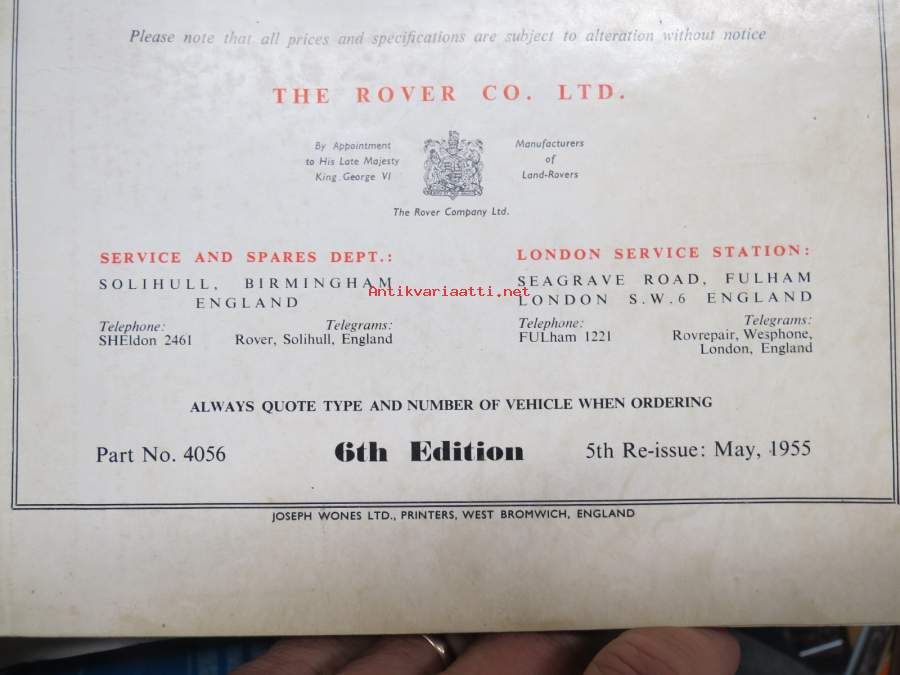 Please note that all prices and specifications are subject to alteration without notice
THE ROVER CO. LTD.
By Appointment
to His Late Majesty
King George VI
Manufacturers
of
Land-Rovers
The Rover Company Ltd.
SERVICE AND SPARES DEPT.:
SOLIHULL, BIRMINGHAM
ENGLAND
Telephone:
SHEldon 2461
Telegrams:
Rover, Solihull, England
LONDON SERVICE STATION:
SEAGRAVE ROAD, FULHAM
LONDON S.W.6 ENGLAND
Telephone:
FULham 1221
Telegrams:
Rovrepair, Wesphone,
London, England
Antikvariaatti.net
ALWAYS QUOTE TYPE AND NUMBER OF VEHICLE WHEN ORDERING
Part No. 4056 6th Edition 5th Re-issue: May, 1955
JOSEPH WONES LTD., PRINTERS, WEST BROMWICH, ENGLAND